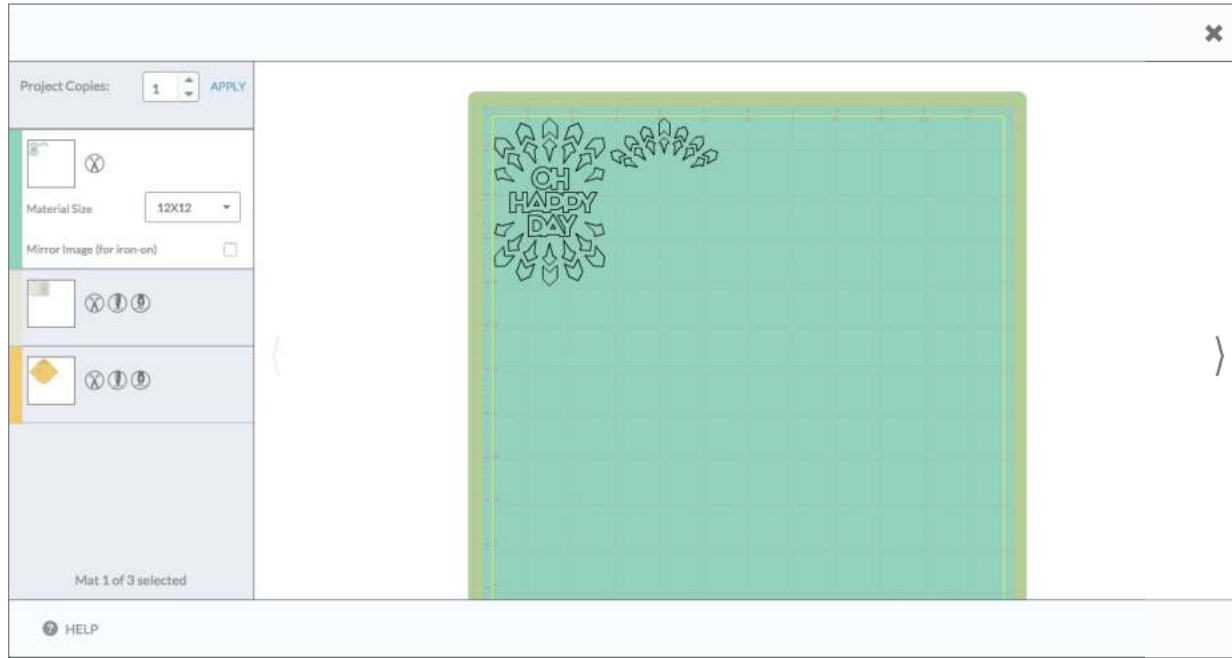 Project Copies: 1 APPLY
Material Size 12X12
Mirror Image (for iron-on)
Mat 1 of 3 selected
OH
HAPPY
DAY
HELP